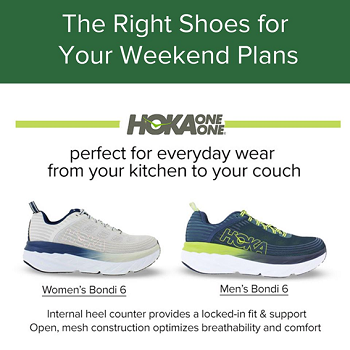 The Right Shoes for
Your Weekend Plans
HOKA ONE ONE
perfect for everyday wear
from your kitchen to your couch
HOKA
Women's Bondi 6
Men's Bondi 6
Internal heel counter provides a locked-in fit & support
Open, mesh construction optimizes breathability and comfort